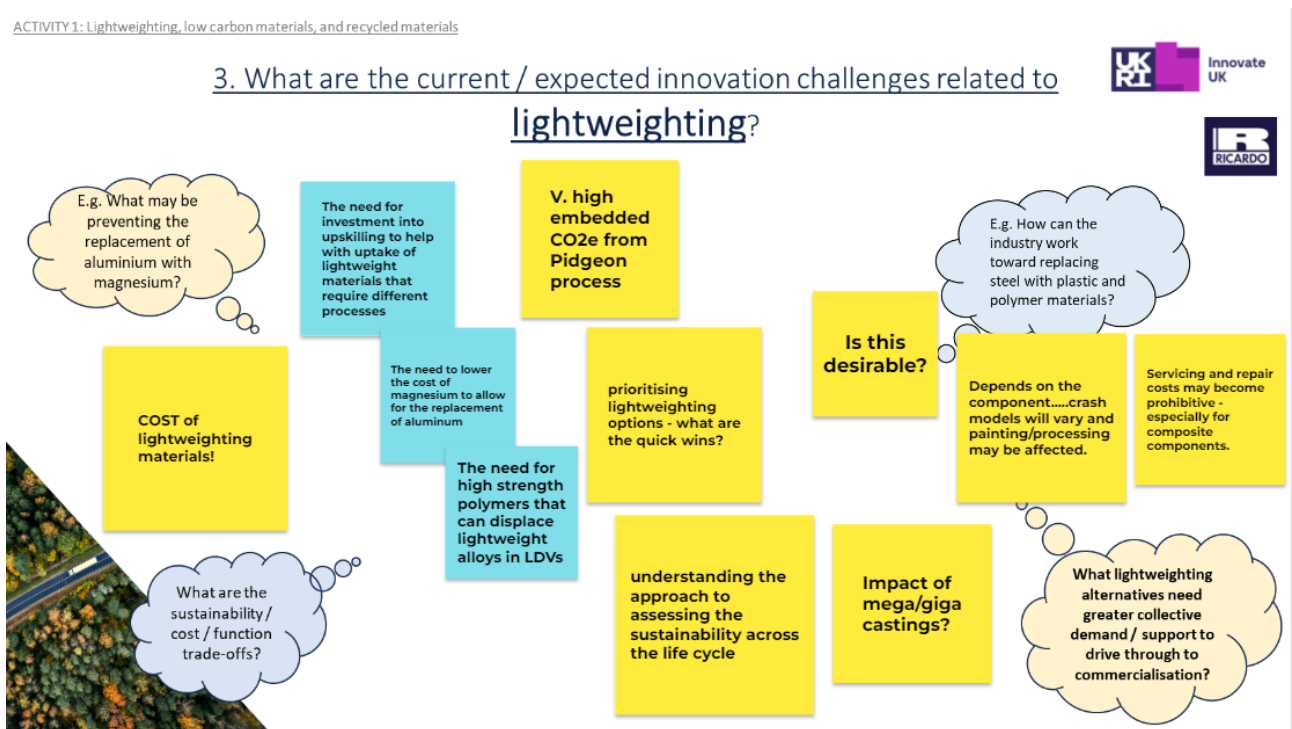 ACTIVITY 1: Lightweighting, low carbon materials, and recycled materials
3. What are the current / expected innovation challenges related to
lightweighting?
UK
RI
Innovate
UK
RICARDO
E.g. What may be
preventing the
replacement of
aluminium with
magnesium?
The need for
investment into
upskilling to help
with uptake of
lightweight
materials that
require different
processes
V. high
embedded
CO2e from
Pidgeon
process
E.g. How can the
industry work
toward replacing
steel with plastic and
polymer materials?
Is this
desirable?
COST of
lightweighting
materials!
The need to lower
the cost of
magnesium to allow
for the replacement
of aluminum
prioritising
lightweighting
options - what are
the quick wins?
Depends on the
component.....crash
models will vary and
painting/processing
may be affected.
Servicing and repair
costs may become
prohibitive -
especially for
composite
components.
The need for
high strength
polymers that
can displace
lightweight
alloys in LDVs
What are the
sustainability /
cost / function
trade-offs?
understanding the
approach to
assessing the
sustainability across
the life cycle
Impact of
mega/giga
castings?
What lightweighting
alternatives need
greater collective
demand / support to
drive through to
commercialisation?